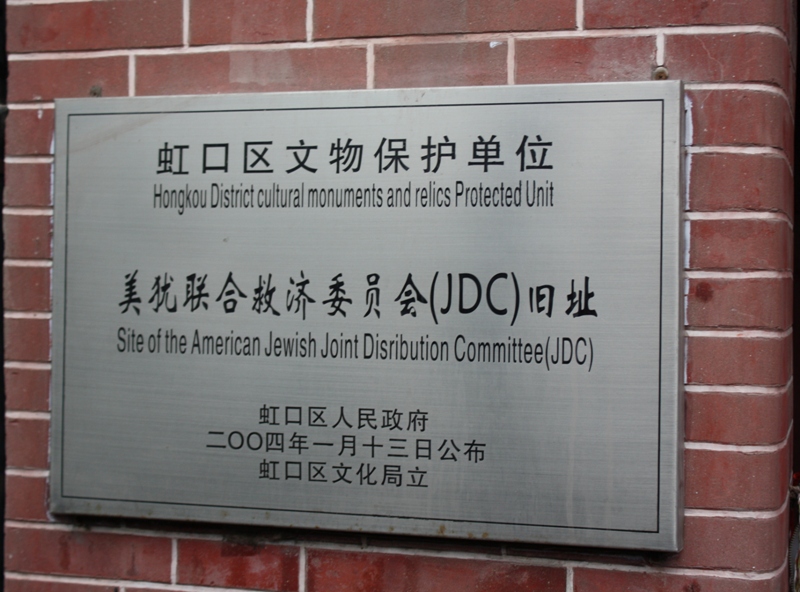 虹口区文物保护单位
Hongkou District cultural monuments and relics Protected Unit
美犹联合救济委员会(JDC)旧址
Site of the American Jewish Joint Disribution Committee(JDC)
虹口区人民政府
二〇〇四年一月十三日公布
虹口区文化局立